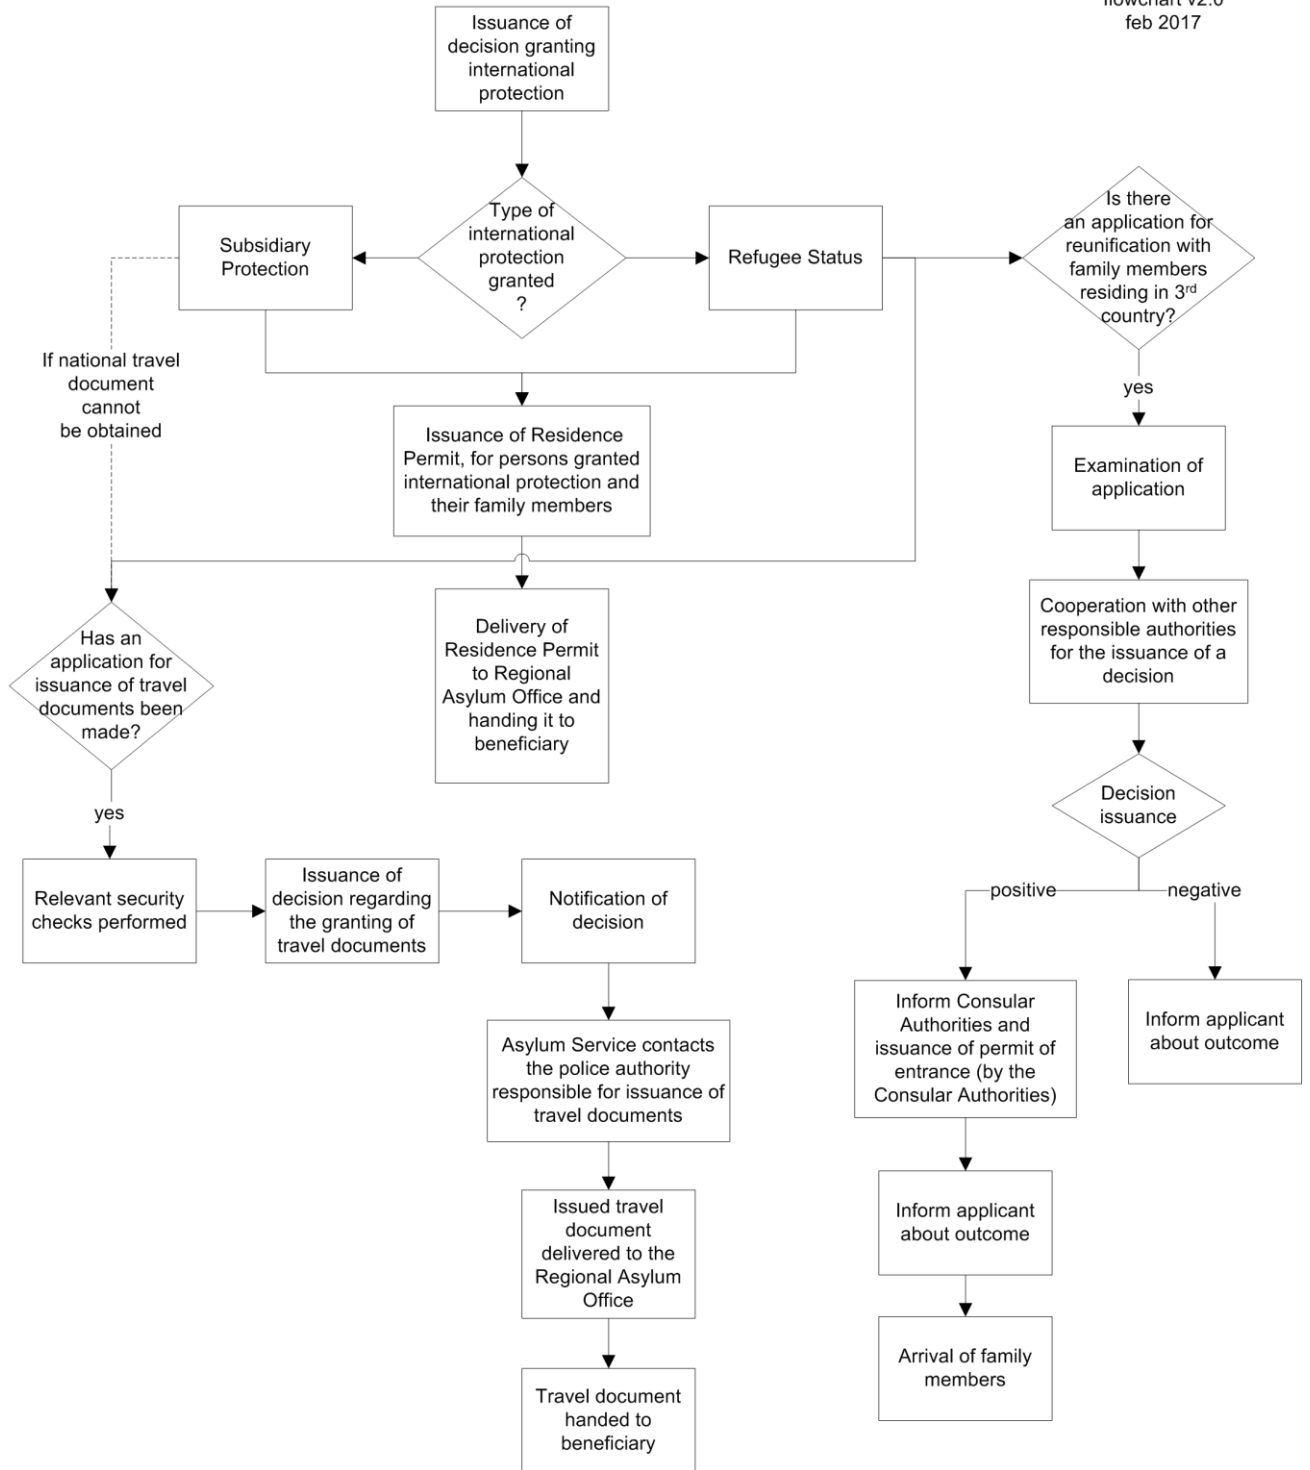 flowchart v2.0
feb 2017
Issuance of
decision granting
international
protection
Type of
international
protection
granted
?
Subsidiary
Protection
Refugee Status
Is there
an application for
reunification with
family members
residing in 3rd
country?
If national travel
document
cannot
be obtained
yes
Issuance of Residence
Permit, for persons granted
international protection and
their family members
Examination of
application
Delivery of
Residence Permit
to Regional
Asylum Office and
handing it to
beneficiary
Cooperation with other
responsible authorities
for the issuance of a
decision
Has an
application for
issuance of travel
documents been
made?
yes
Decision
issuance
Relevant security
checks performed
Issuance of
decision regarding
the granting of
travel documents
Notification of
decision
positive
negative
Asylum Service contacts
the police authority
responsible for issuance of
travel documents
Inform Consular
Authorities and
issuance of permit of
entrance (by the
Consular Authorities)
Inform applicant
about outcome
Issued travel
document
delivered to the
Regional Asylum
Office
Inform applicant
about outcome
Travel document
handed to
beneficiary
Arrival of family
members